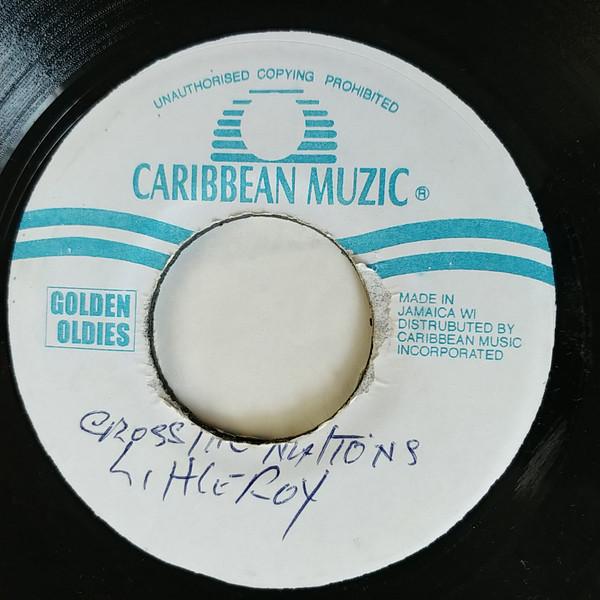 UNAUTHORISED COPYING PROHIBITED
CARIBBEAN MUZIC ®
GOLDEN
OLDIES
MADE IN
JAMAICA WI
DISTRUBUTED BY
CARIBBEAN MUSIC
INCORPORATED
CROSS THE NATIONS
LITTLE ROY